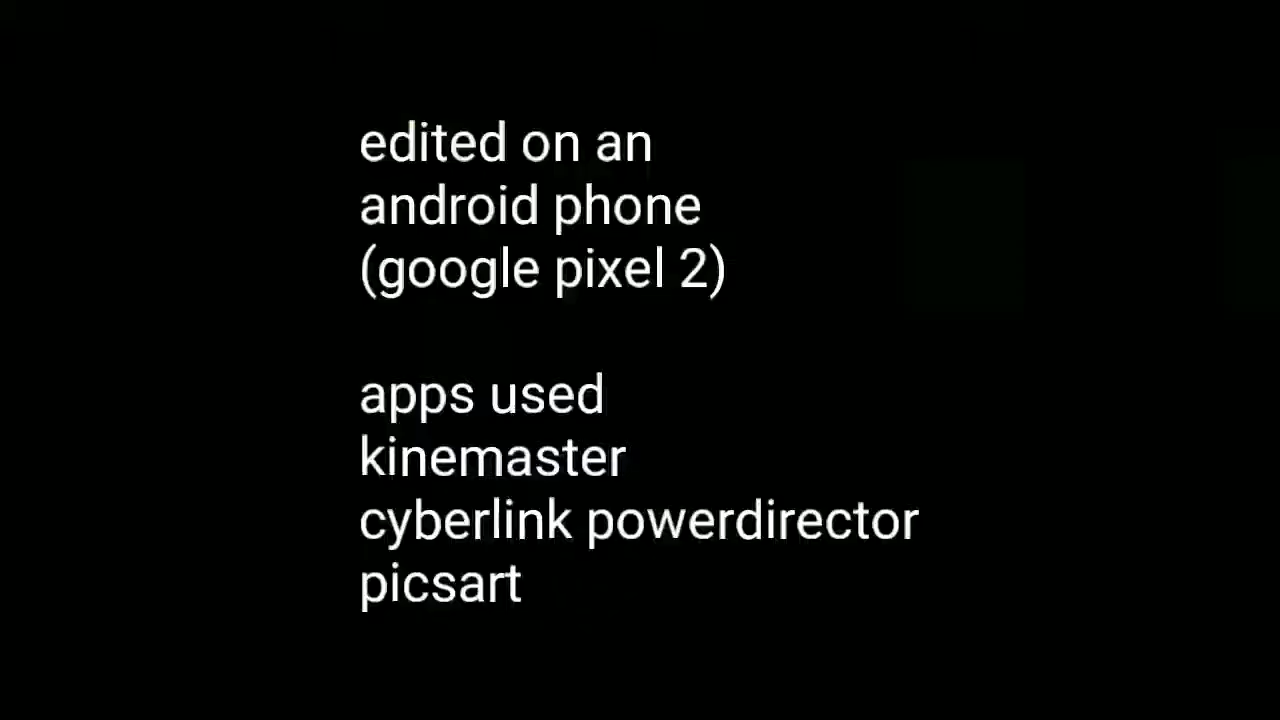 edited on an
android phone
(google pixel 2)
apps used
kinemaster
cyberlink powerdirector
picsart